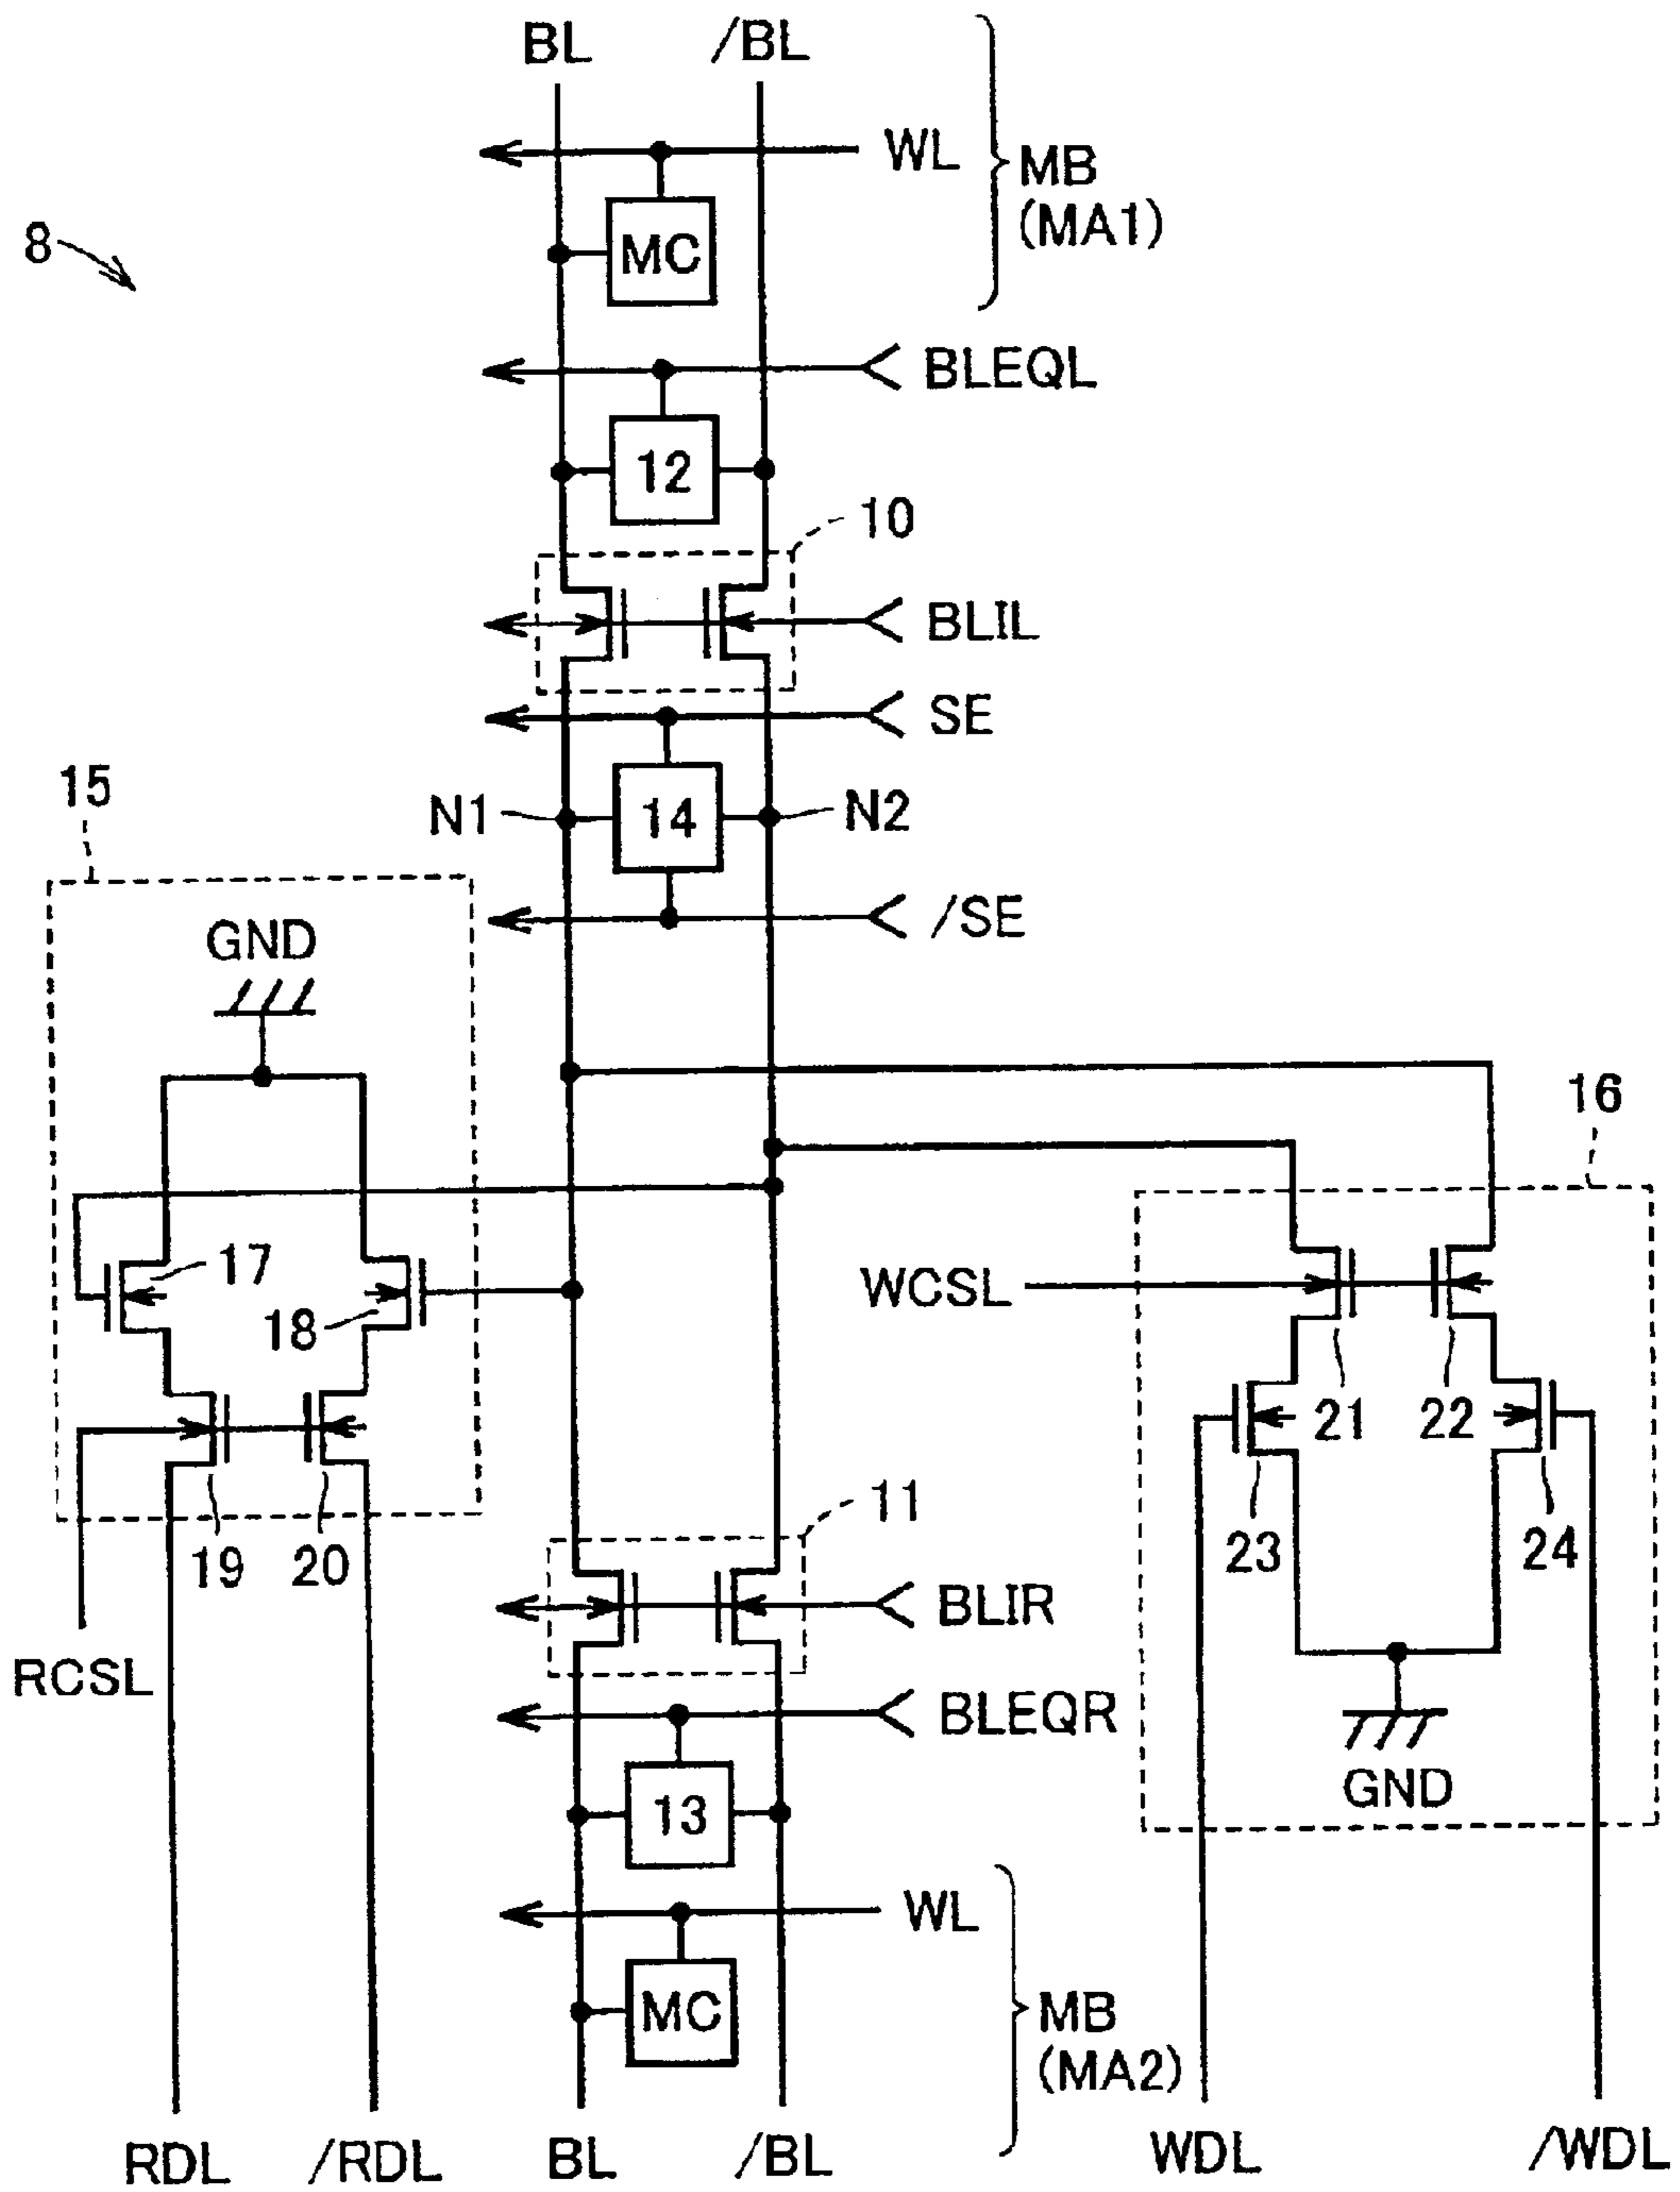 BL /BL
WL
MB
(MA1)
8
MC
BLEQL
12
10
BLIL
SE
15
N1 14 N2
/SE
GND
16
17
WCSL
18
21 22
11
23 24
19 20
BLIR
RCSL
BLEQR
GND
13
WL
MC
MB
(MA2)
RDL /RDL BL /BL WDL /WDL